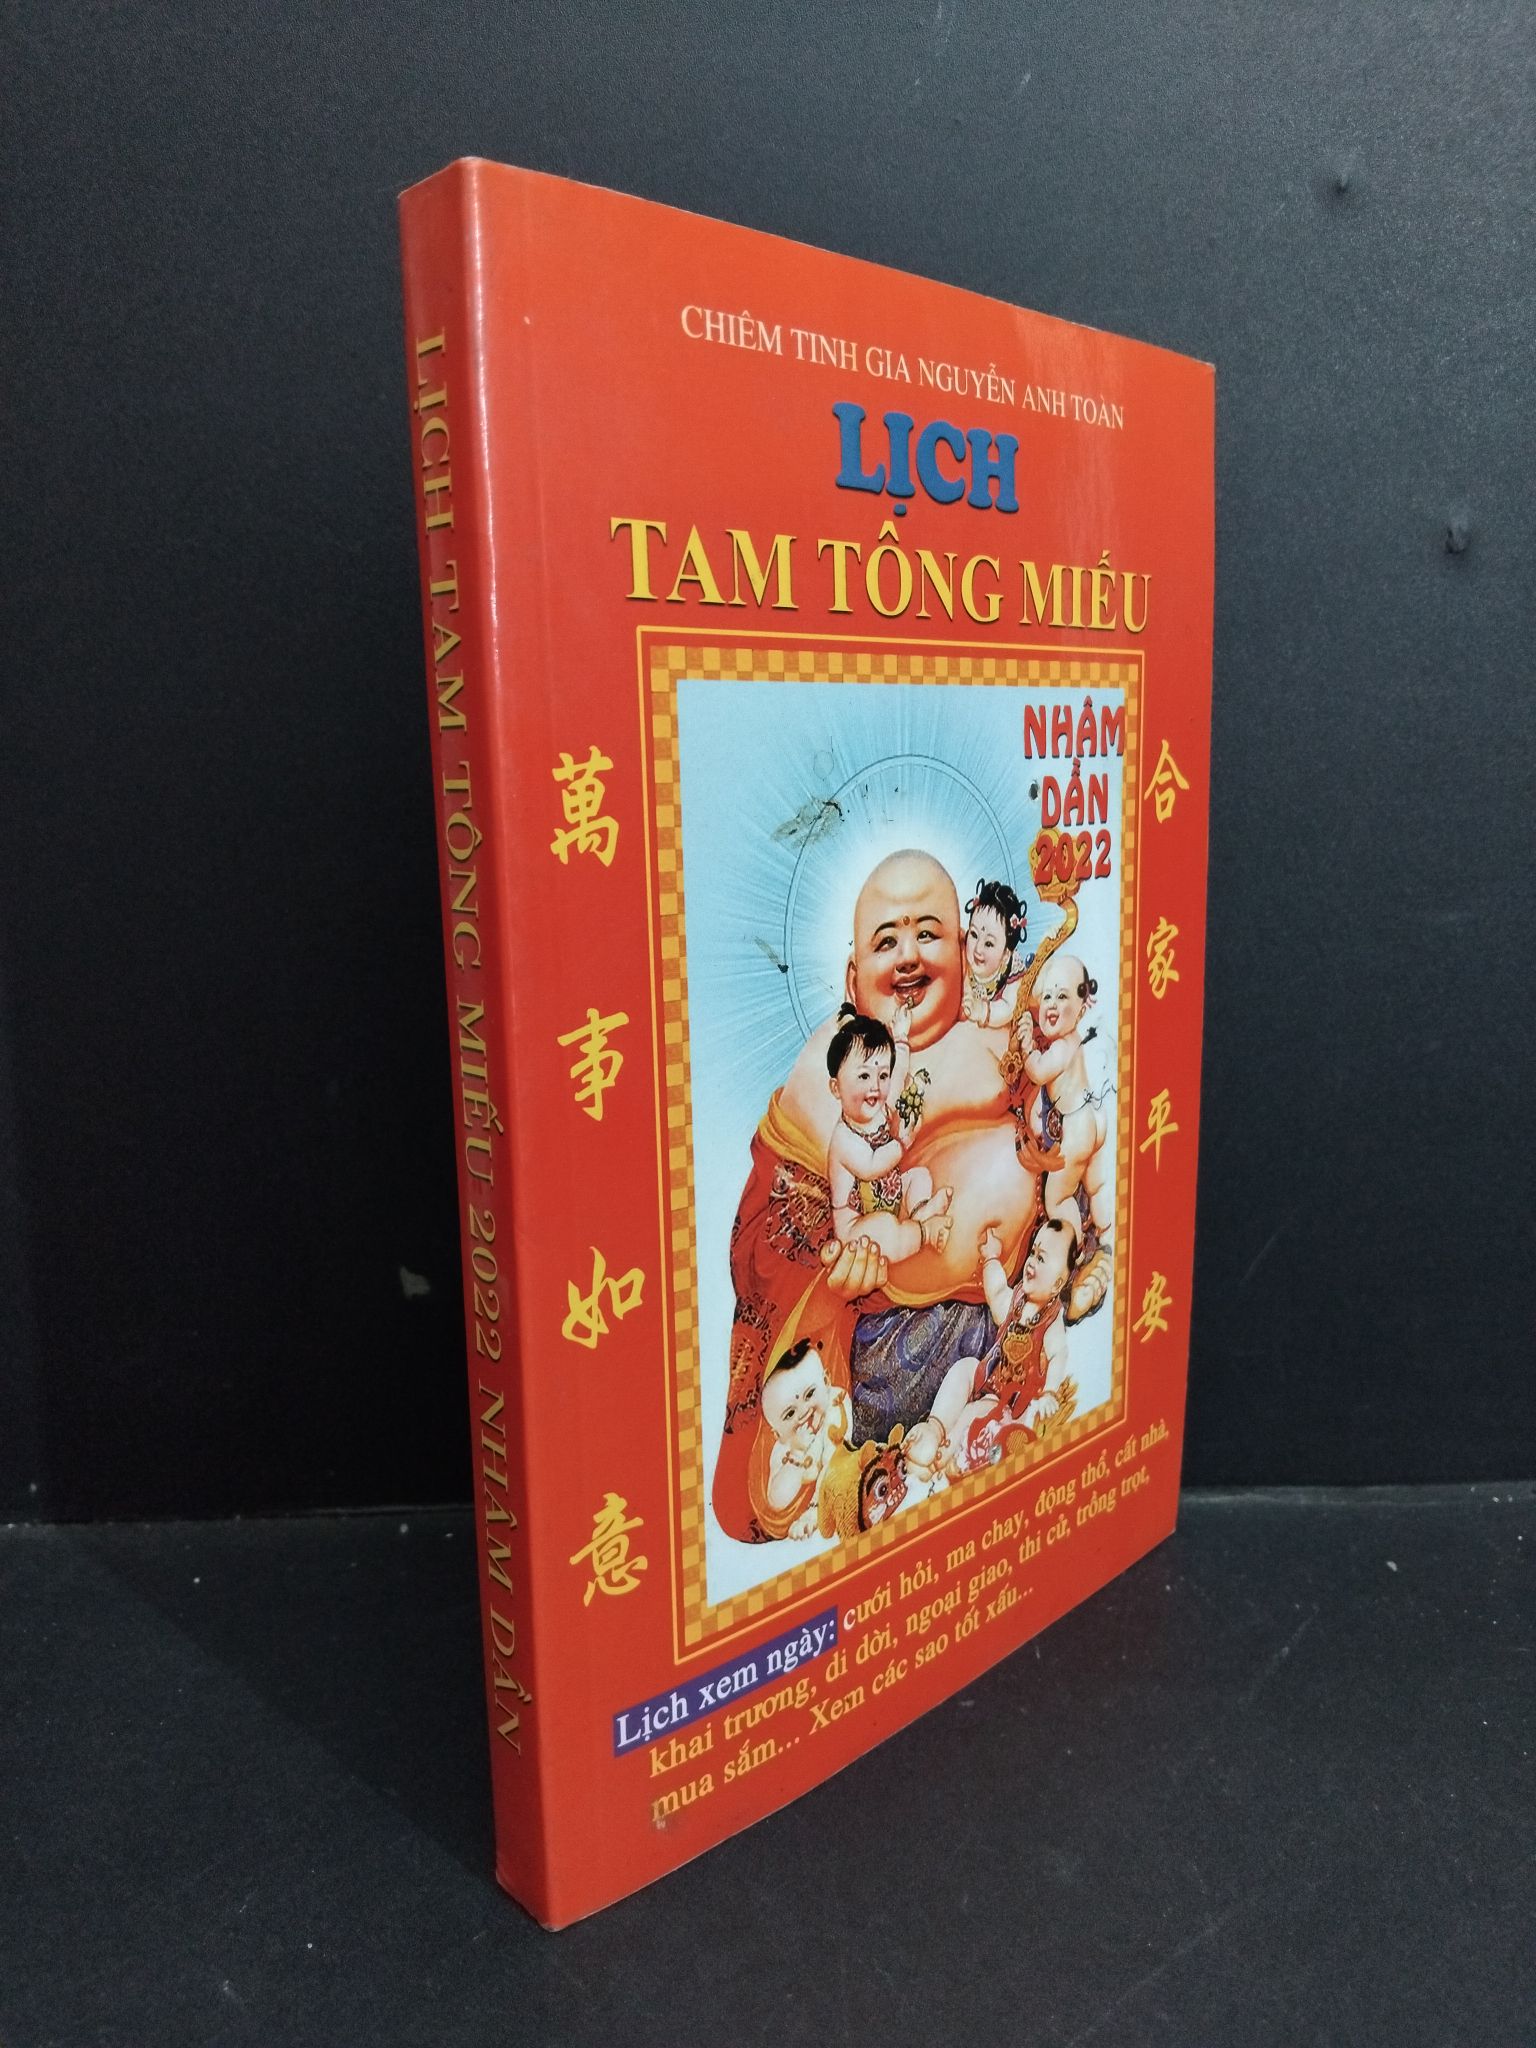 LỊCH TAM TÔNG MIẾU 2022 NHÂM DẦN
CHIÊM TINH GIA NGUYỄN ANH TOÀN
LỊCH
TAM TÔNG MIẾU
NHÂM
DẦN
2022
萬事如意
合家平安
Lịch xem ngày: cưới hỏi, ma chay, động thổ, cất nhà,
khai trương, di dời, ngoại giao, thi cử, trồng trọt,
mua sắm... Xem các sao tốt xấu...